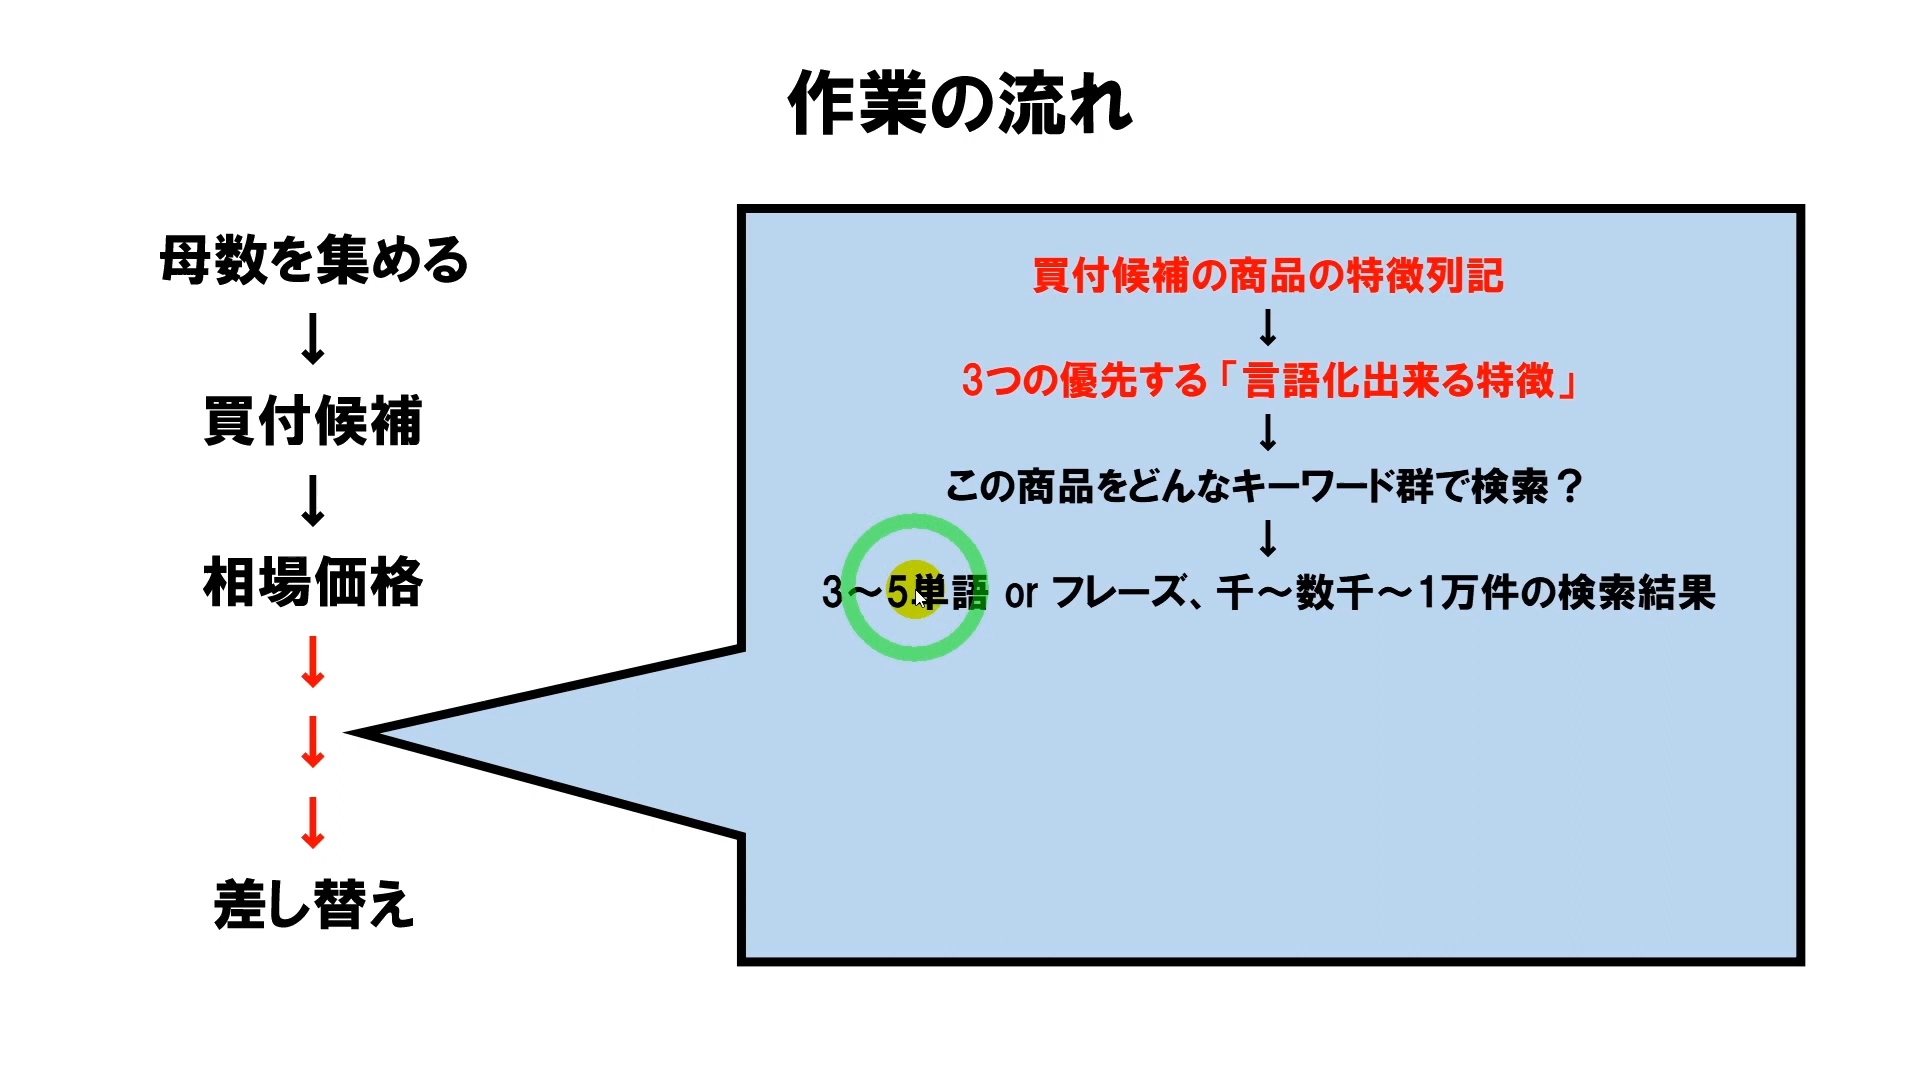 作業の流れ
母数を集める
↓
買付候補
↓
相場価格
↓
↓
↓
差し替え
買付候補の商品の特徴列記
↓
3つの優先する「言語化出来る特徴」
↓
この商品をどんなキーワード群で検索？
↓
3～5単語 or フレーズ、千～数千～1万件の検索結果